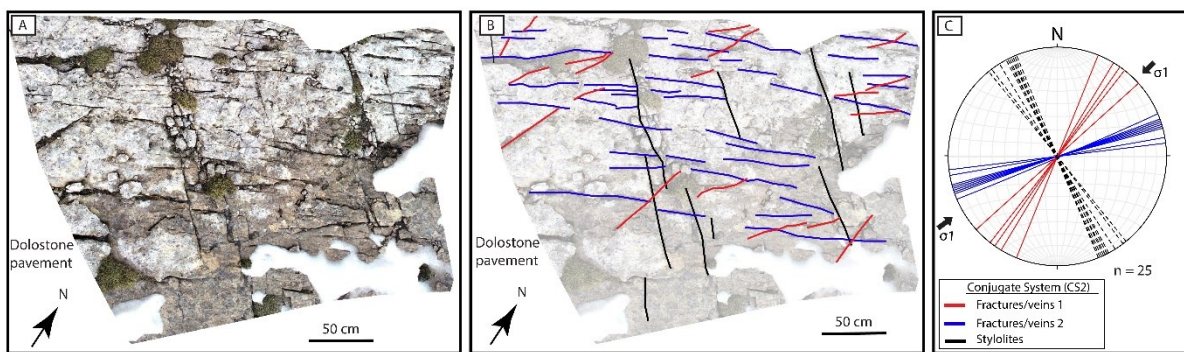 A
Dolostone
pavement
N
50 cm
B
Dolostone
pavement
N
50 cm
C
N
σ1
σ1
n = 25
Conjugate System (CS2)
Fractures/veins 1
Fractures/veins 2
Stylolites